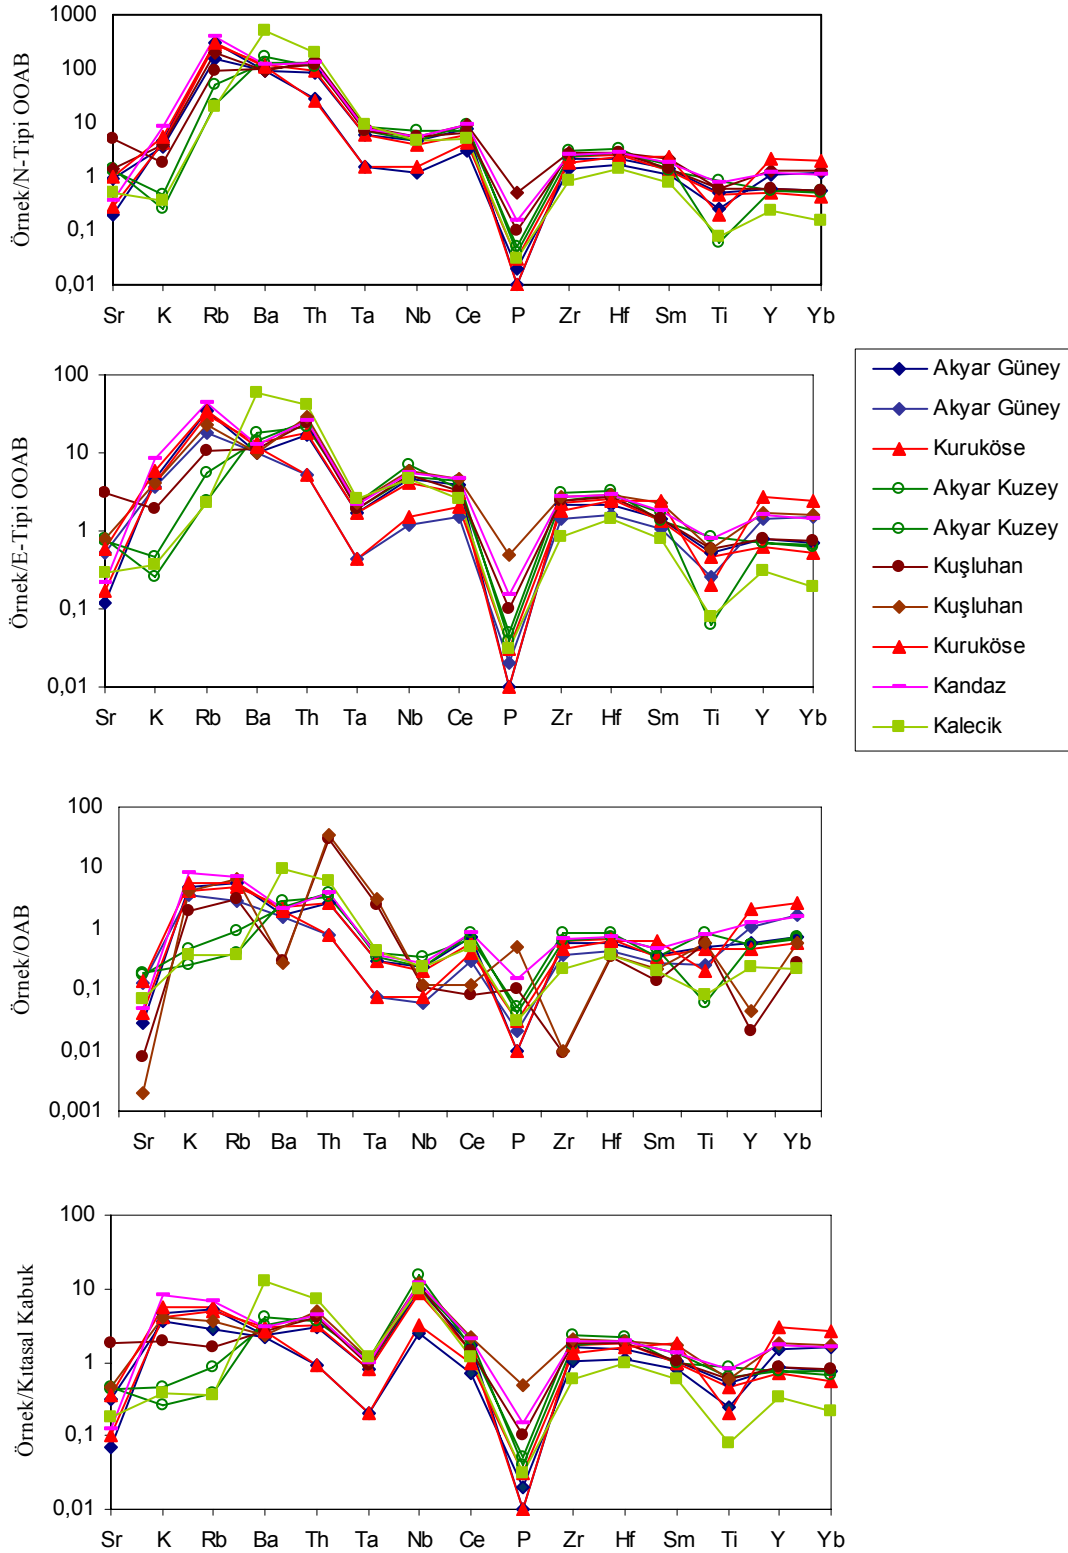 Örnek/N-Tipi OOAB
1000
100
10
1
0,1
0,01
Sr K Rb Ba Th Ta Nb Ce P Zr Hf Sm Ti Y Yb
Örnek/E-Tipi OOAB
100
10
1
0,1
0,01
Sr K Rb Ba Th Ta Nb Ce P Zr Hf Sm Ti Y Yb
Akyar Güney
Akyar Güney
Kuruköse
Akyar Kuzey
Akyar Kuzey
Kuşluhan
Kuşluhan
Kuruköse
Kandaz
Kalecik
Örnek/OAB
100
10
1
0,1
0,01
0,001
Sr K Rb Ba Th Ta Nb Ce P Zr Hf Sm Ti Y Yb
Örnek/Kıtasal Kabuk
100
10
1
0,1
0,01
Sr K Rb Ba Th Ta Nb Ce P Zr Hf Sm Ti Y Yb